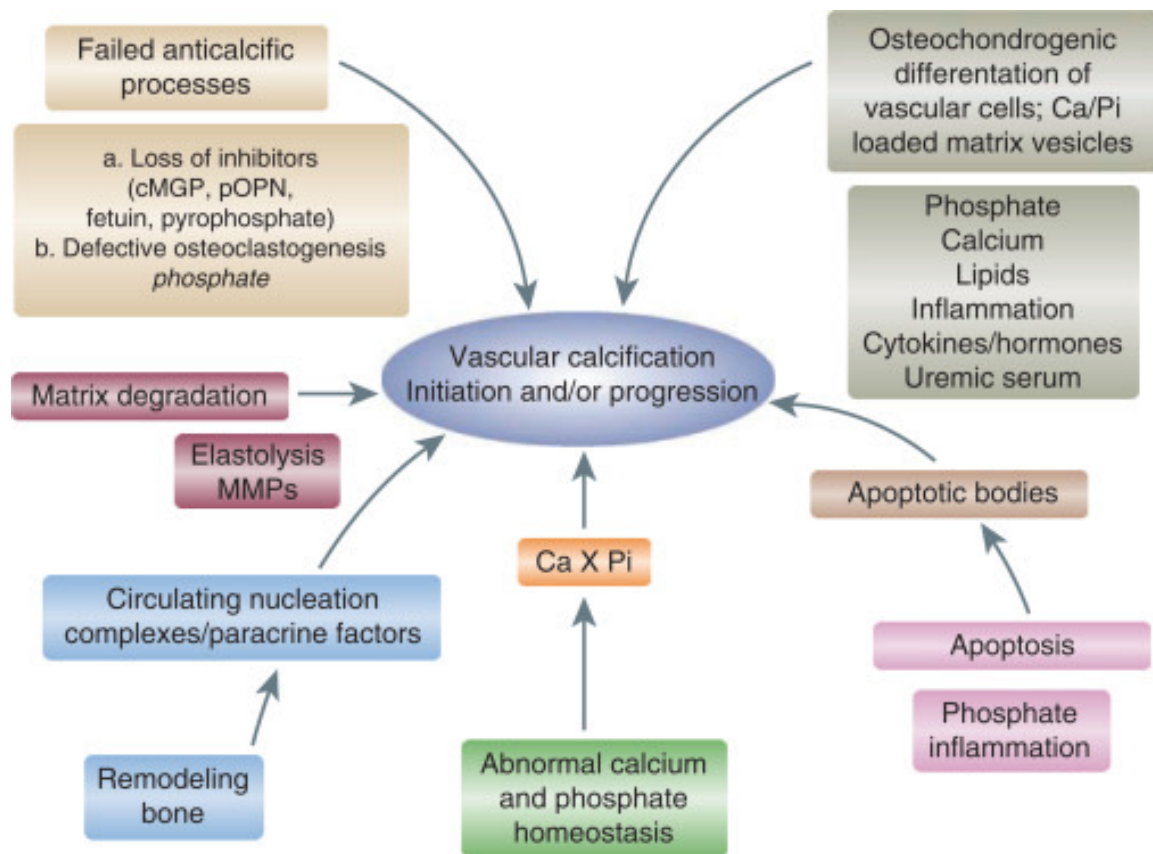 Failed anticalcific
processes
a. Loss of inhibitors
(cMGP, pOPN,
fetuin, pyrophosphate)
b. Defective osteoclastogenesis
phosphate
Osteochondrogenic
differentation of
vascular cells; Ca/Pi
loaded matrix vesicles
Phosphate
Calcium
Lipids
Inflammation
Cytokines/hormones
Uremic serum
Vascular calcification
Initiation and/or progression
Matrix degradation
Elastolysis
MMPs
Apoptotic bodies
Ca X Pi
Circulating nucleation
complexes/paracrine factors
Apoptosis
Phosphate
inflammation
Remodeling
bone
Abnormal calcium
and phosphate
homeostasis